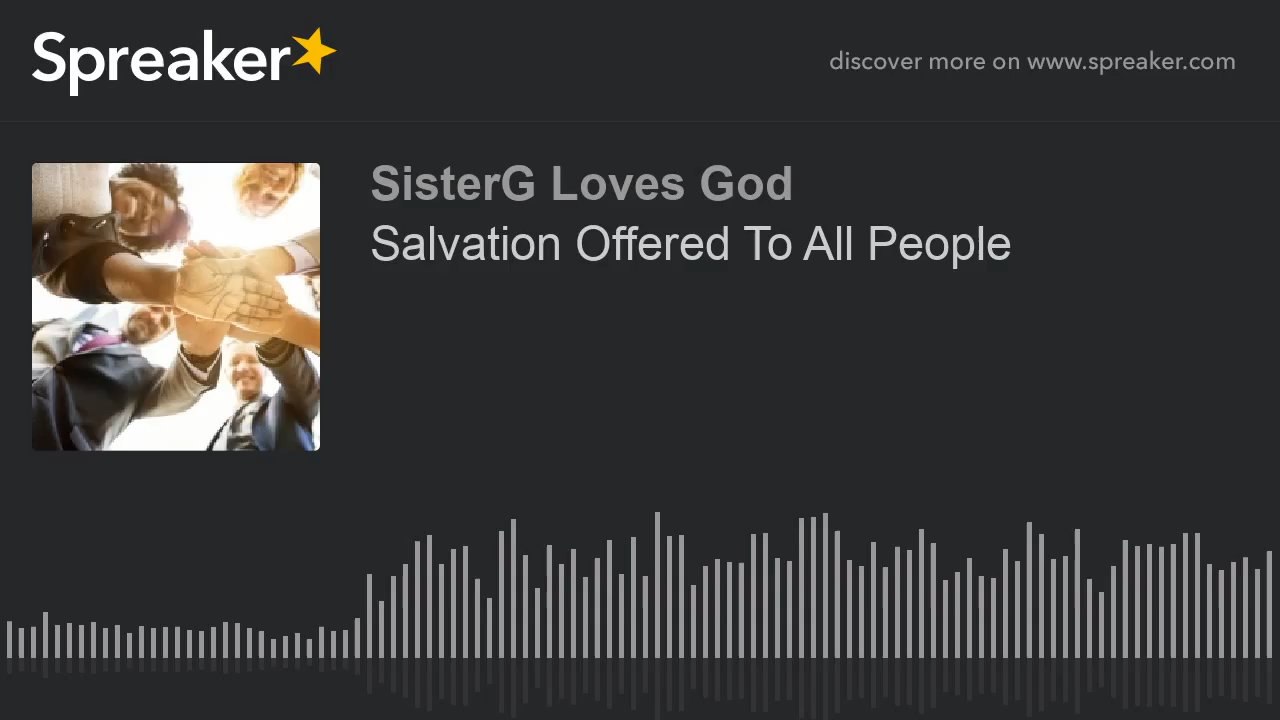 Spreaker
discover more on www.spreaker.com
SisterG Loves God
Salvation Offered To All People